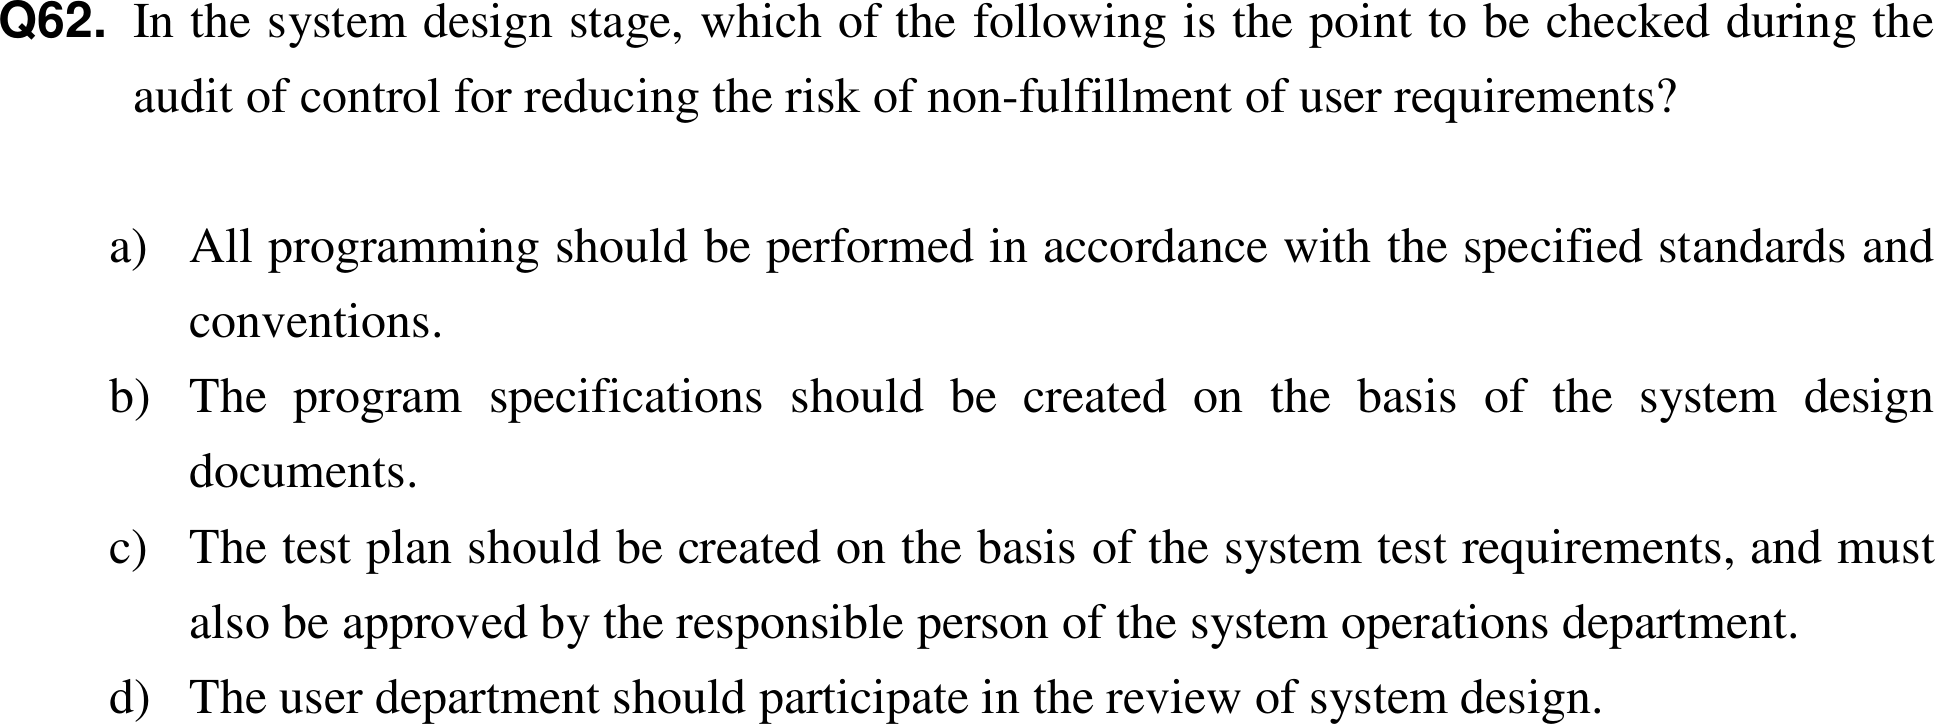 Q62. In the system design stage, which of the following is the point to be checked during the
audit of control for reducing the risk of non-fulfillment of user requirements?
a) All programming should be performed in accordance with the specified standards and
conventions.
b) The program specifications should be created on the basis of the system design
documents.
c) The test plan should be created on the basis of the system test requirements, and must
also be approved by the responsible person of the system operations department.
d) The user department should participate in the review of system design.